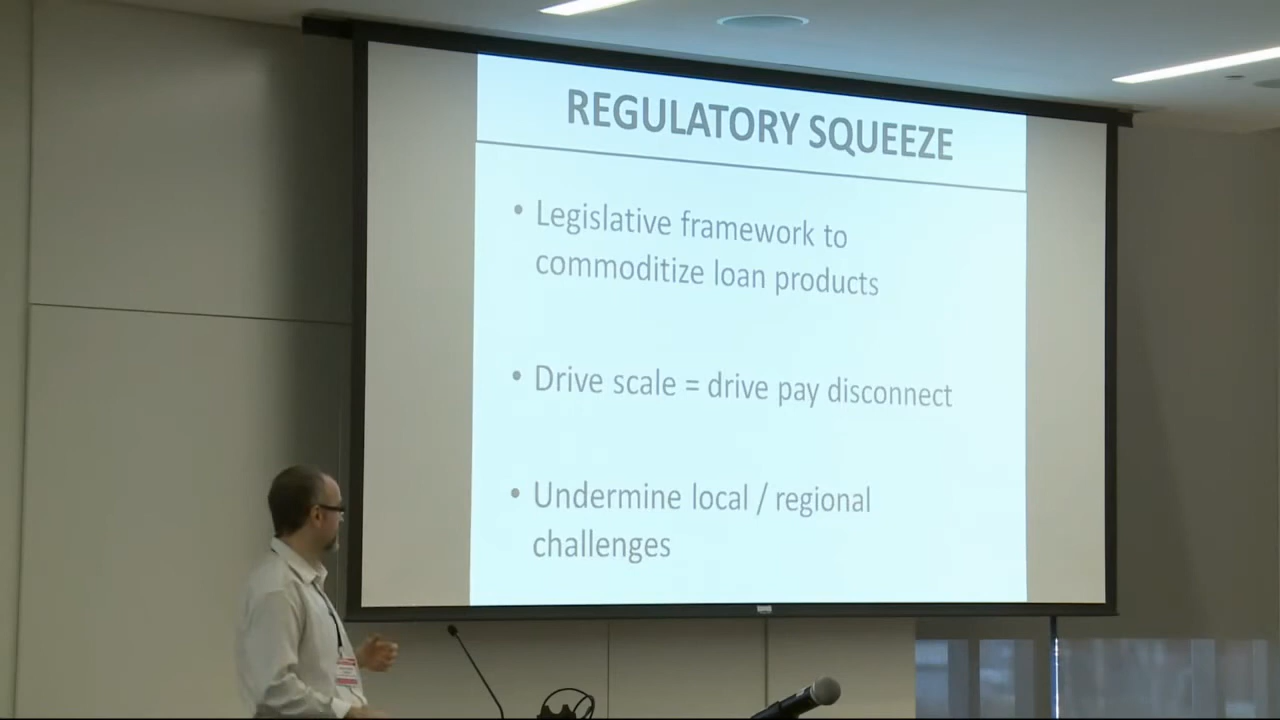 REGULATORY SQUEEZE
• Legislative framework to
commoditize loan products
• Drive scale = drive pay disconnect
• Undermine local / regional
challenges